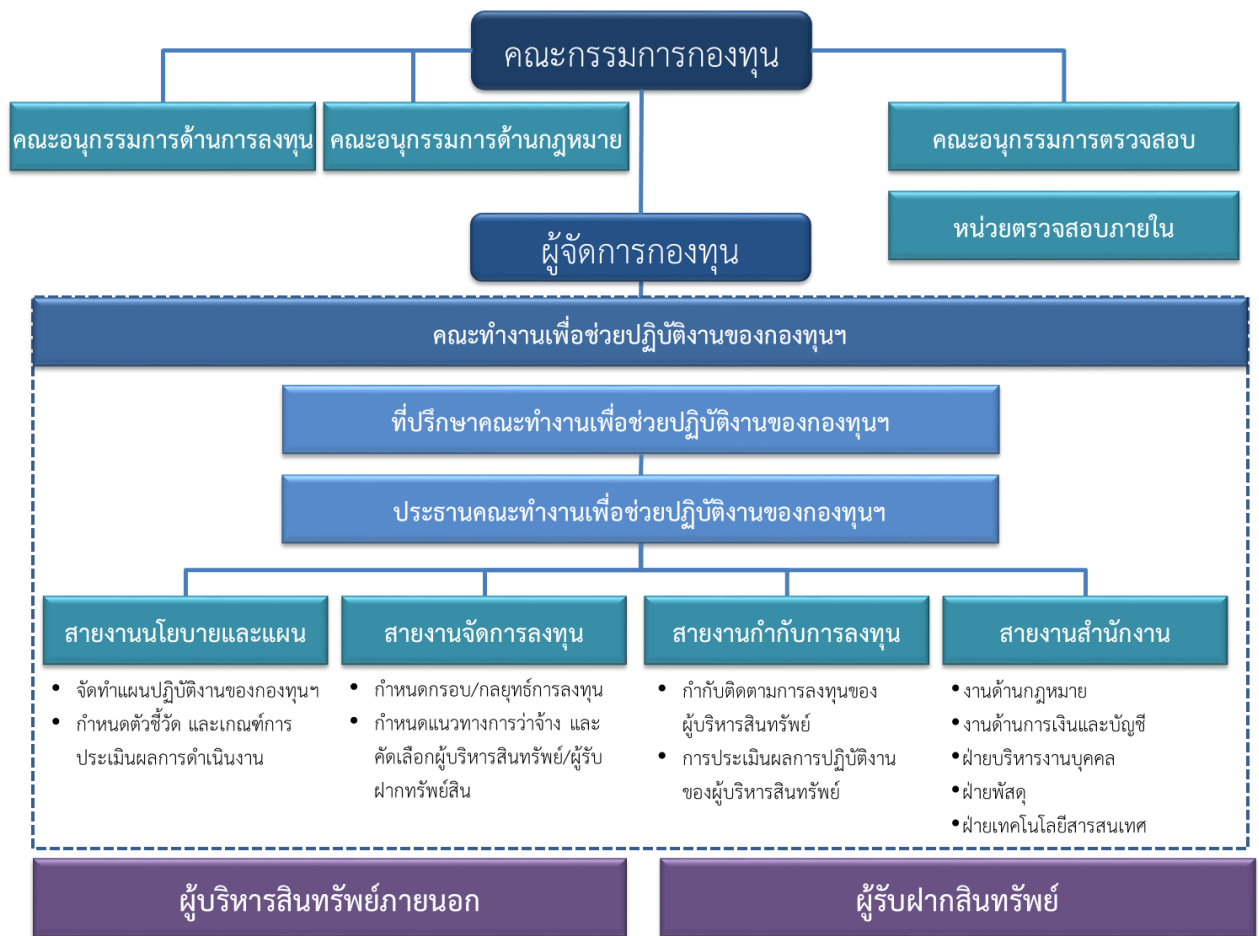 คณะกรรมการกองทุน
คณะอนุกรรมการด้านการลงทุน
คณะอนุกรรมการด้านกฎหมาย
คณะอนุกรรมการตรวจสอบ
หน่วยตรวจสอบภายใน
ผู้จัดการกองทุน
คณะทำงานเพื่อช่วยปฏิบัติงานของกองทุนฯ
ที่ปรึกษาคณะทำงานเพื่อช่วยปฏิบัติงานของกองทุนฯ
ประธานคณะทำงานเพื่อช่วยปฏิบัติงานของกองทุนฯ
สายงานนโยบายและแผน
• จัดทำแผนปฏิบัติงานของกองทุนฯ
• กำหนดตัวชี้วัด และเกณฑ์การ
ประเมินผลการดำเนินงาน
สายงานจัดการลงทุน
• กำหนดกรอบ/กลยุทธ์การลงทุน
• กำหนดแนวทางการว่าจ้าง และ
คัดเลือกผู้บริหารสินทรัพย์/ผู้รับ
ฝากทรัพย์สิน
สายงานกำกับการลงทุน
• กำกับติดตามการลงทุนของ
ผู้บริหารสินทรัพย์
• การประเมินผลการปฏิบัติงาน
ของผู้บริหารสินทรัพย์
สายงานสำนักงาน
•งานด้านกฎหมาย
•งานด้านการเงินและบัญชี
•ฝ่ายบริหารงานบุคคล
•ฝ่ายพัสดุ
•ฝ่ายเทคโนโลยีสารสนเทศ
ผู้บริหารสินทรัพย์ภายนอก
ผู้รับฝากสินทรัพย์